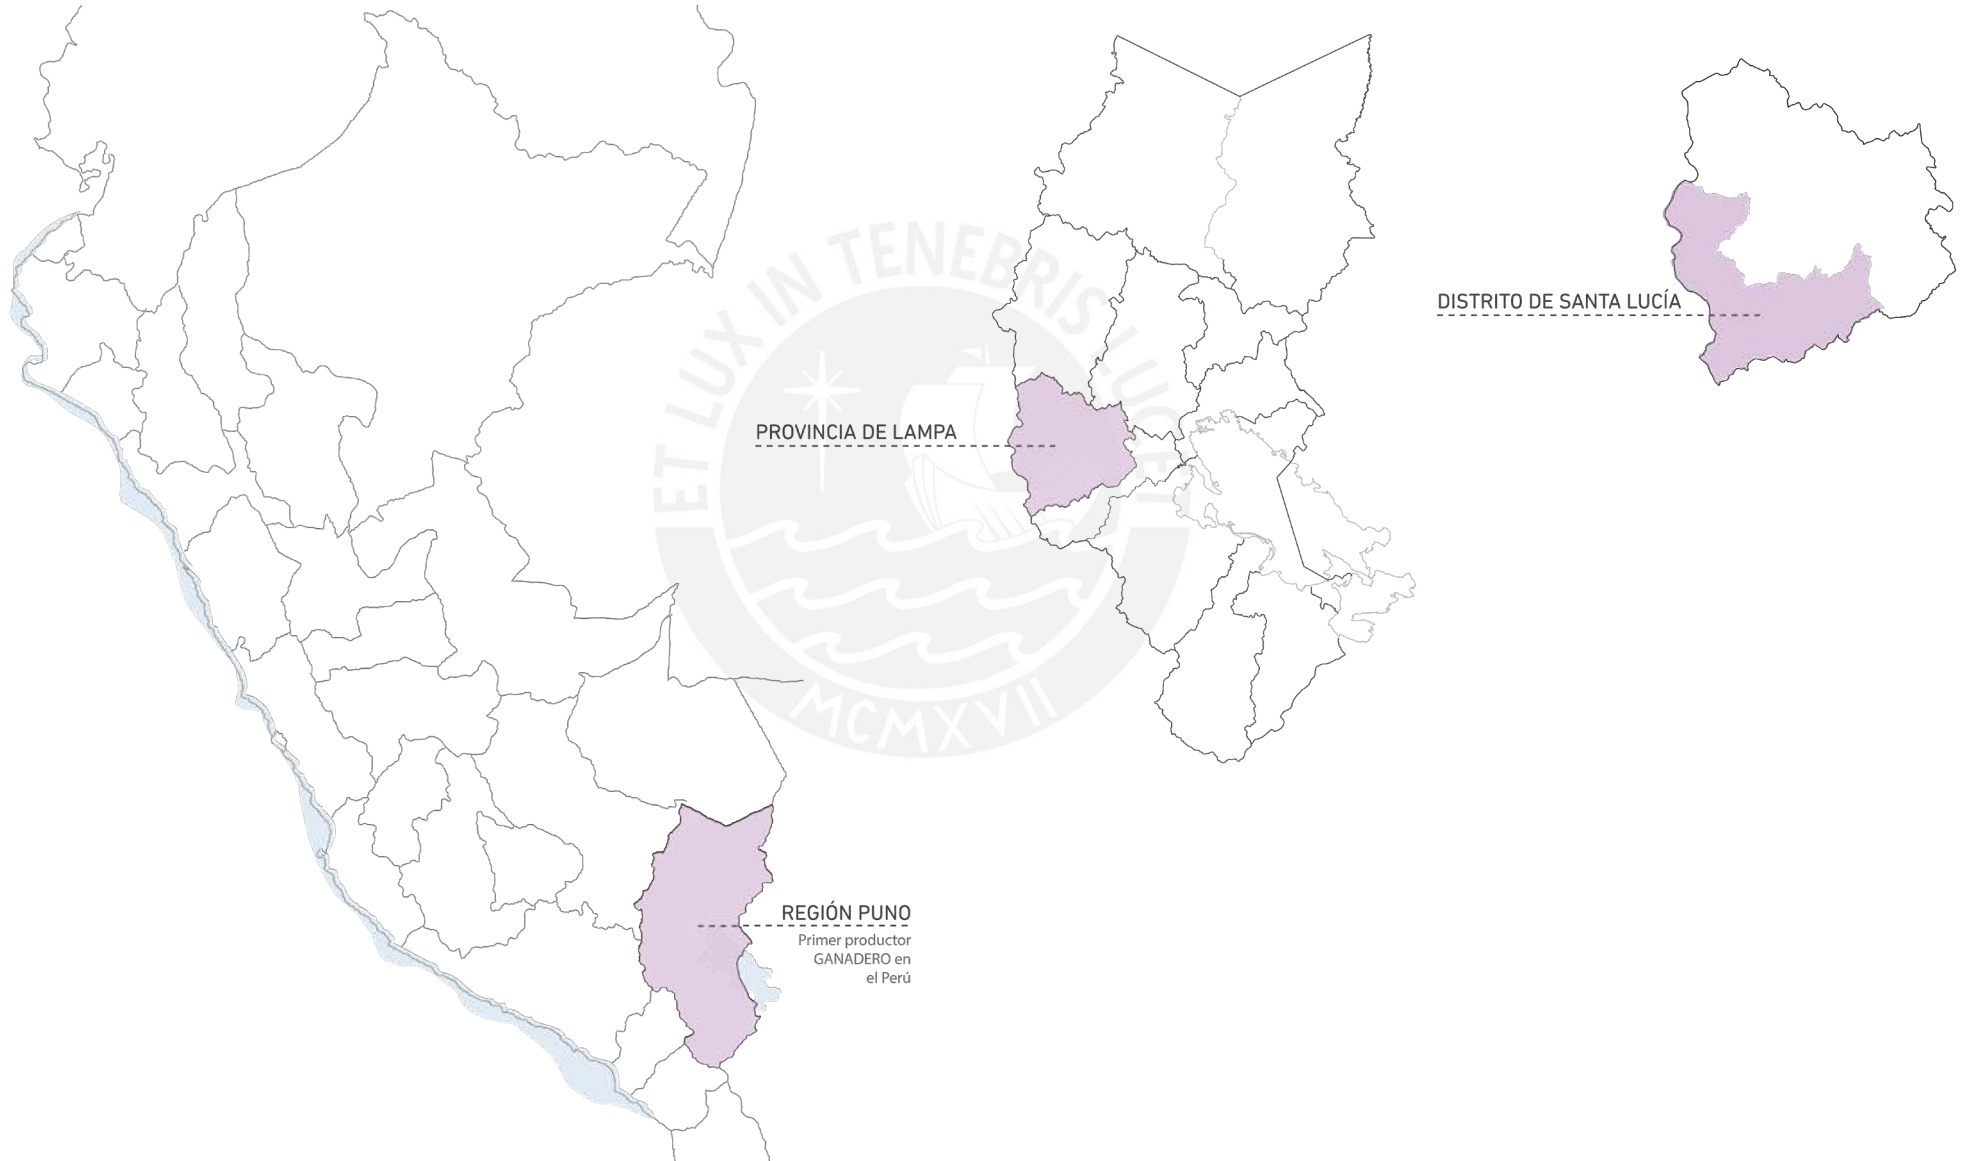 ET LUX IN TENEBRIS LUCET
MCMXVII
PROVINCIA DE LAMPA
DISTRITO DE SANTA LUCÍA
REGIÓN PUNO
Primer productor
GANADERO en
el Perú